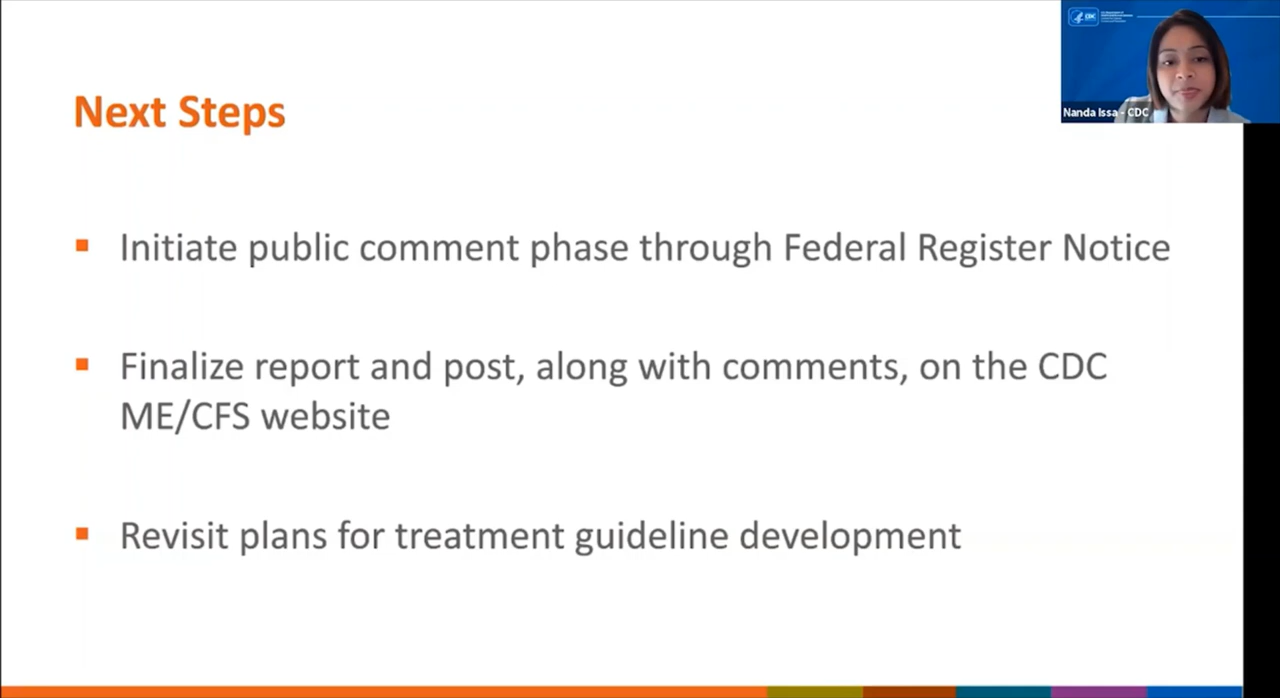 Next Steps
Nanda Issa - CDC
Initiate public comment phase through Federal Register Notice
Finalize report and post, along with comments, on the CDC
ME/CFS website
Revisit plans for treatment guideline development